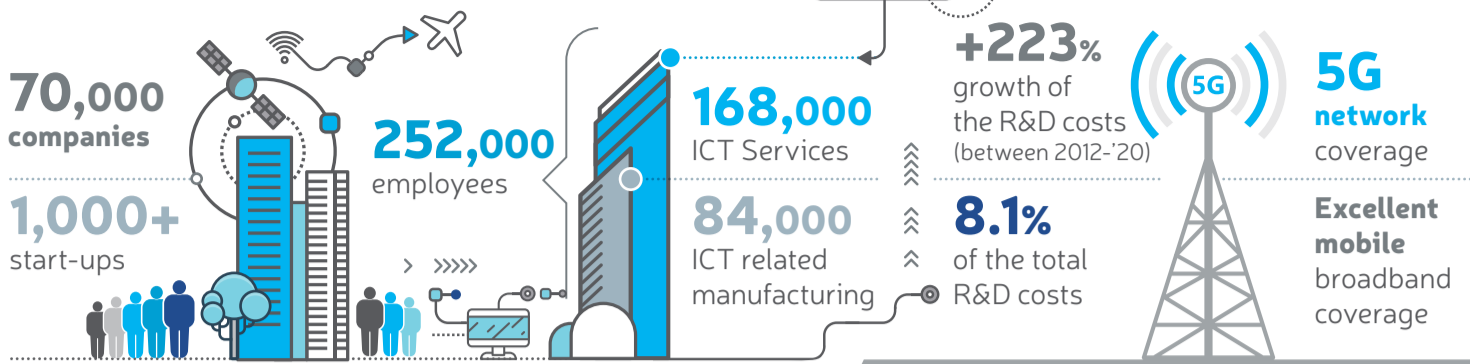 70,000
companies
1,000+
start-ups
252,000
employees
168,000
ICT Services
84,000
ICT related
manufacturing
+223%
growth of
the R&D costs
(between 2012-'20)
8.1%
of the total
R&D costs
5G
5G
network
coverage
Excellent
mobile
broadband
coverage